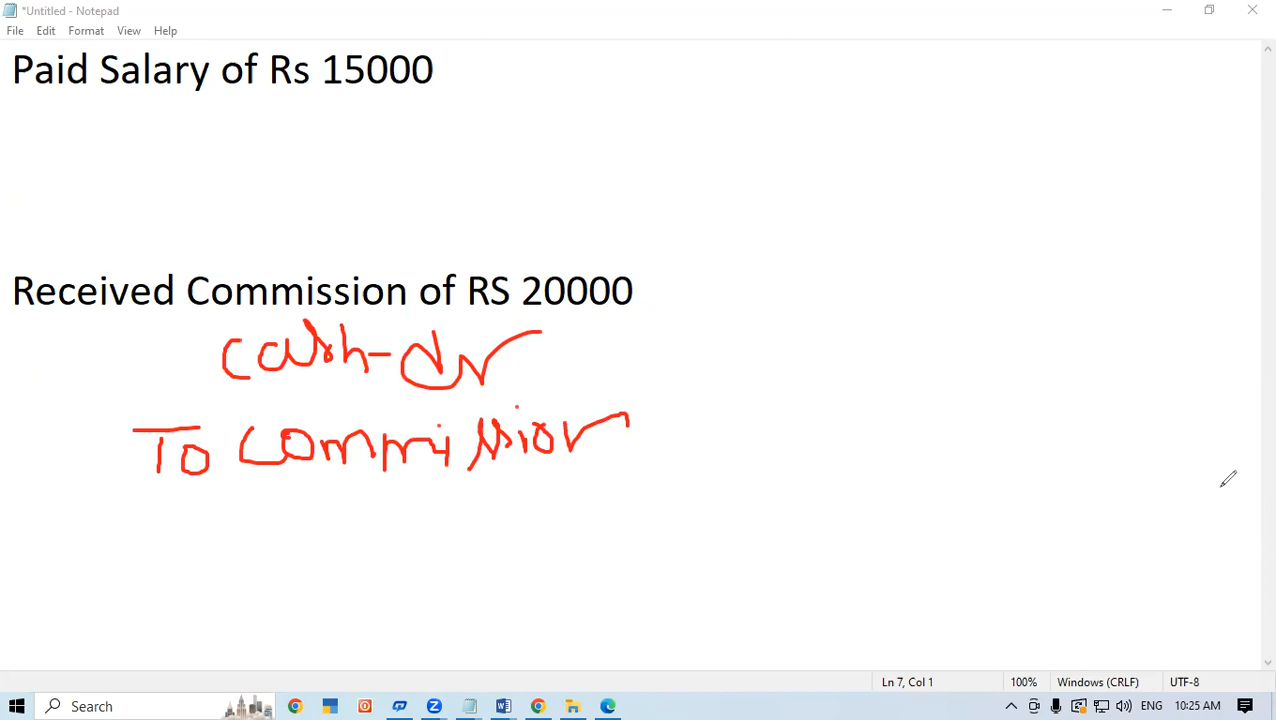 *Untitled - Notepad
File Edit Format View Help
Paid Salary of Rs 15000
Received Commission of RS 20000
cash-dr
To commission
Ln 7, Col 1 100% Windows (CRLF) UTF-8
Search ENG 10:25 AM